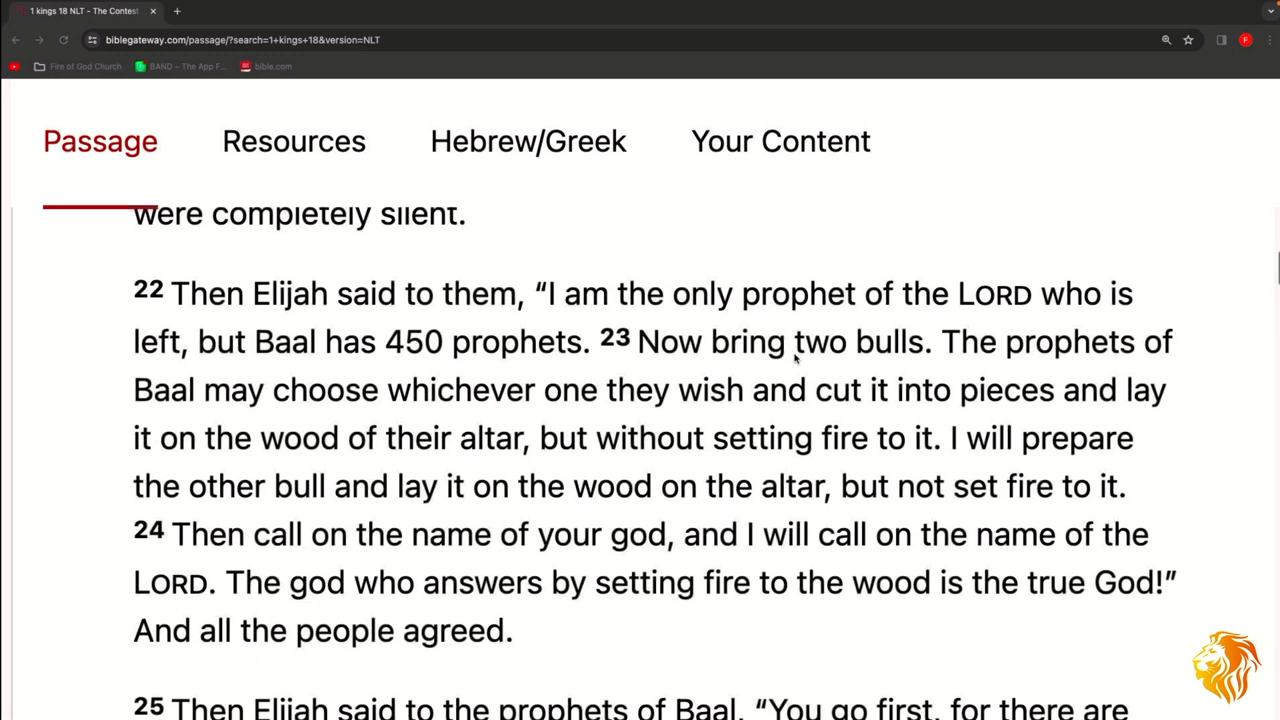 1 kings 18 NLT - The Contest
biblegateway.com/passage/?search=1+kings+18&version=NLT
F
Fire of God Church
BAND – The App F...
bible.com
Passage Resources Hebrew/Greek Your Content
were completely silent.
22 Then Elijah said to them, “I am the only prophet of the LORD who is
left, but Baal has 450 prophets. 23 Now bring two bulls. The prophets of
Baal may choose whichever one they wish and cut it into pieces and lay
it on the wood of their altar, but without setting fire to it. I will prepare
the other bull and lay it on the wood on the altar, but not set fire to it.
24 Then call on the name of your god, and I will call on the name of the
LORD. The god who answers by setting fire to the wood is the true God!”
And all the people agreed.
25 Then Elijah said to the prophets of Baal, “You go first, for there are